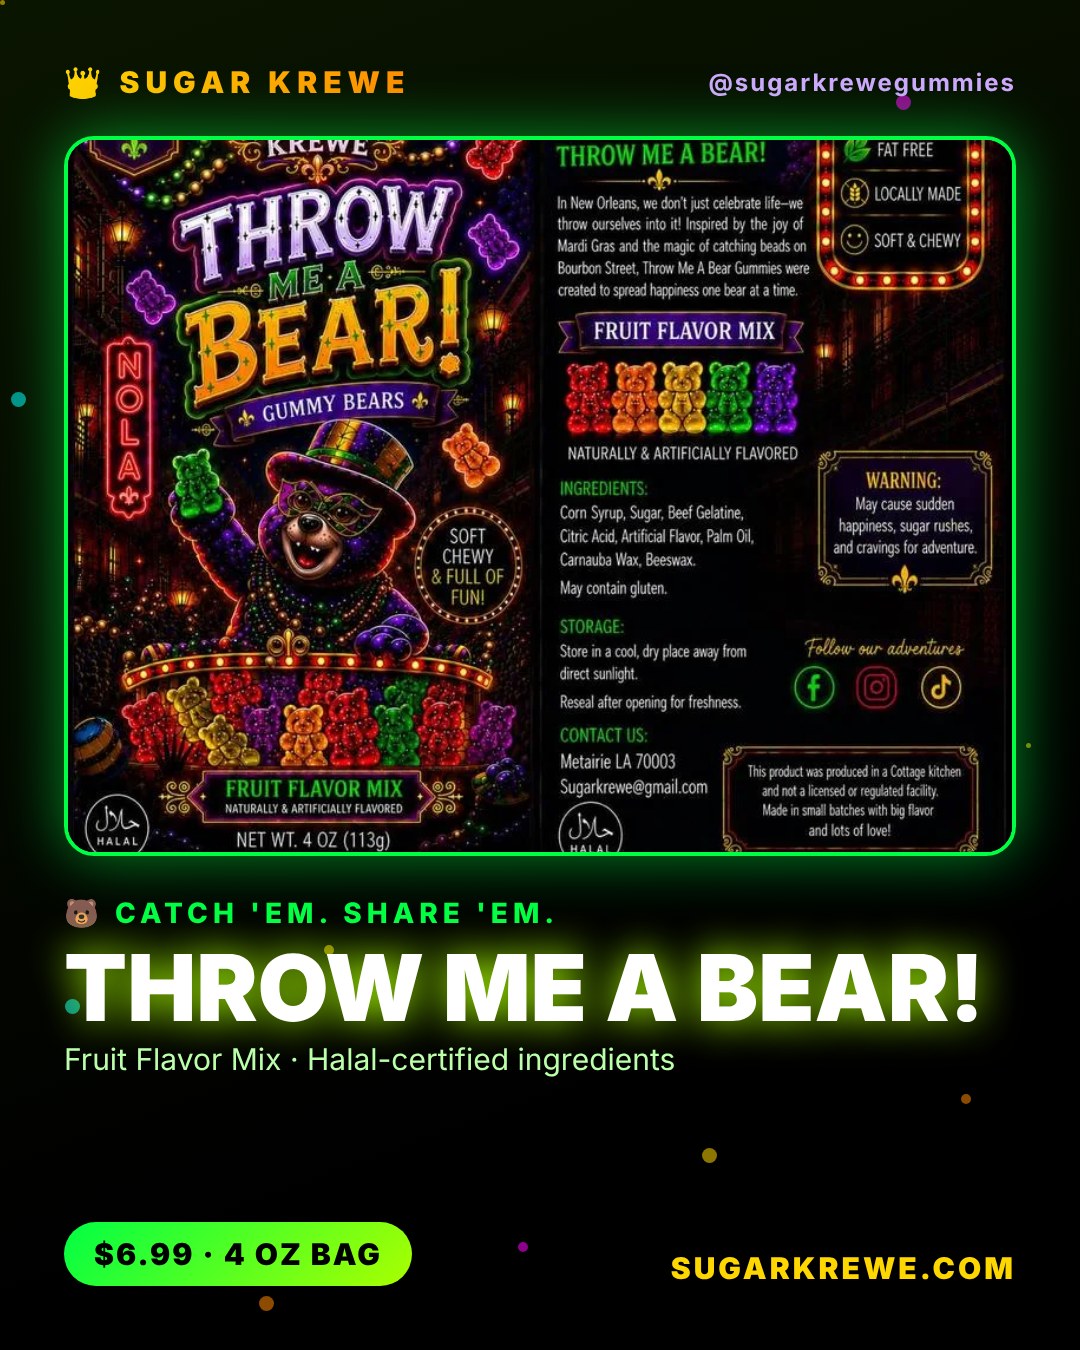 SUGAR KREWE
@sugarkrewegummies
KREWE
THROW
ME A
BEAR!
GUMMY BEARS
NOLA
SOFT
CHEWY
& FULL OF
FUN!
FRUIT FLAVOR MIX
NATURALLY & ARTIFICIALLY FLAVORED
NET WT. 4 OZ (113g)
حلال
HALAL
THROW ME A BEAR!
In New Orleans, we don't just celebrate life—we
throw ourselves into it! Inspired by the joy of
Mardi Gras and the magic of catching beads on
Bourbon Street, Throw Me A Bear Gummies were
created to spread happiness one bear at a time.
FRUIT FLAVOR MIX
NATURALLY & ARTIFICIALLY FLAVORED
INGREDIENTS:
Corn Syrup, Sugar, Beef Gelatine,
Citric Acid, Artificial Flavor, Palm Oil,
Carnauba Wax, Beeswax.
May contain gluten.
STORAGE:
Store in a cool, dry place away from
direct sunlight.
Reseal after opening for freshness.
CONTACT US:
Metairie LA 70003
Sugarkrewe@gmail.com
حلال
HALAL
FAT FREE
LOCALLY MADE
SOFT & CHEWY
WARNING:
May cause sudden
happiness, sugar rushes,
and cravings for adventure.
Follow our adventures
This product was produced in a Cottage kitchen
and not a licensed or regulated facility.
Made in small batches with big flavor
and lots of love!
CATCH 'EM. SHARE 'EM.
THROW ME A BEAR!
Fruit Flavor Mix · Halal-certified ingredients
$6.99 · 4 OZ BAG
SUGARKREWE.COM